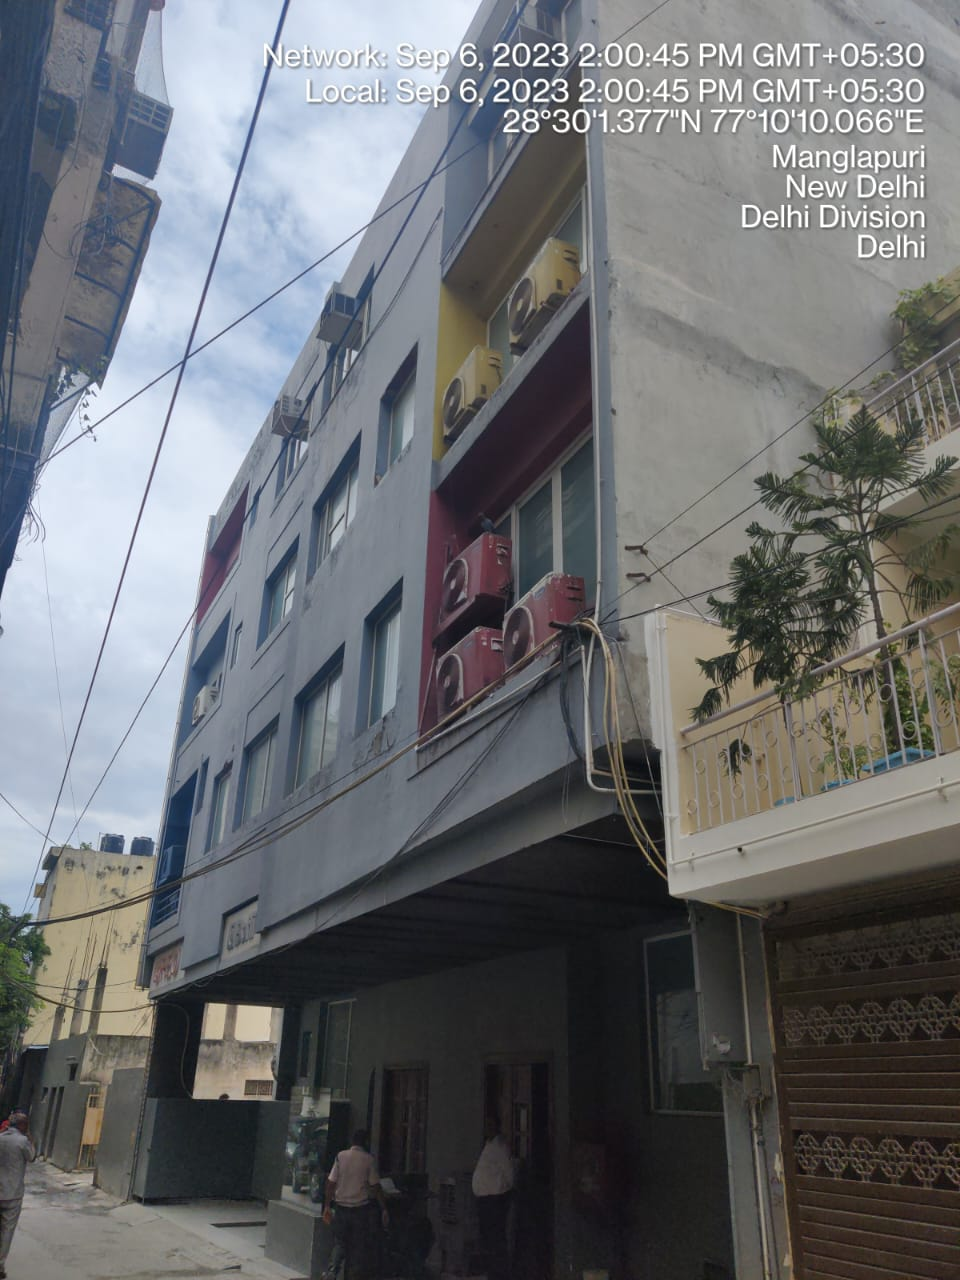 Network: Sep 6, 2023 2:00:45 PM GMT+05:30
Local: Sep 6, 2023 2:00:45 PM GMT+05:30
28°30'1.377"N 77°10'10.066"E
Manglapuri
New Delhi
Delhi Division
Delhi